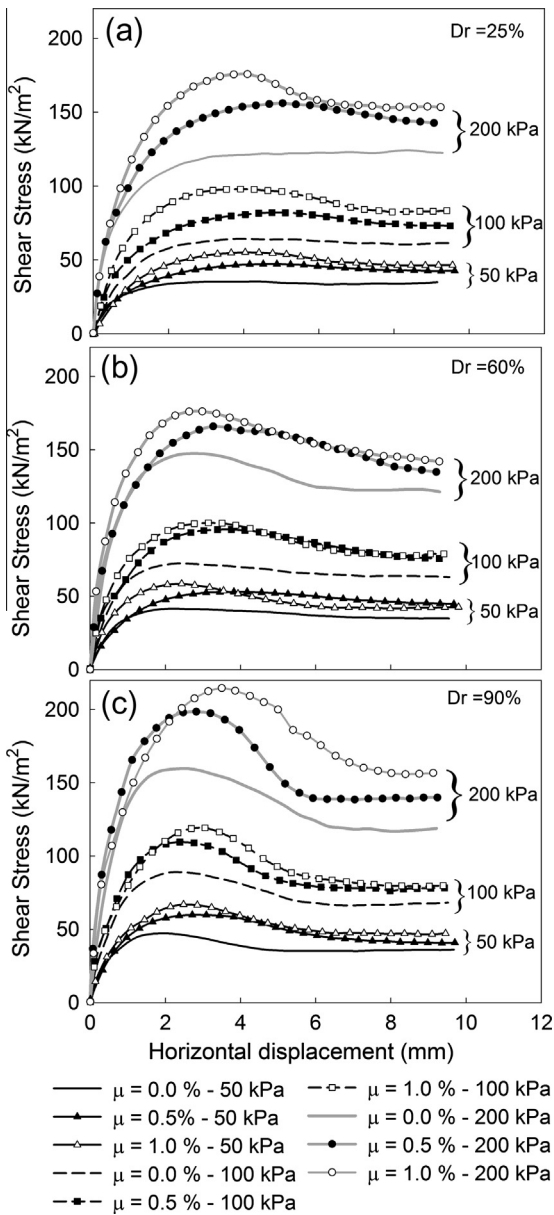 (a)
Dr =25%
Shear Stress (kN/m²)
200
150
100
50
0
200 kPa
100 kPa
50 kPa
(b)
Dr =60%
Shear Stress (kN/m²)
200
150
100
50
0
200 kPa
100 kPa
50 kPa
(c)
Dr =90%
Shear Stress (kN/m²)
200
150
100
50
0
200 kPa
100 kPa
50 kPa
0 2 4 6 8 10 12
Horizontal displacement (mm)
μ = 0.0 % - 50 kPa
μ = 0.5% - 50 kPa
μ = 1.0 % - 50 kPa
μ = 0.0 % - 100 kPa
μ = 0.5 % - 100 kPa
μ = 1.0 % - 100 kPa
μ = 0.0 % - 200 kPa
μ = 0.5 % - 200 kPa
μ = 1.0 % - 200 kPa